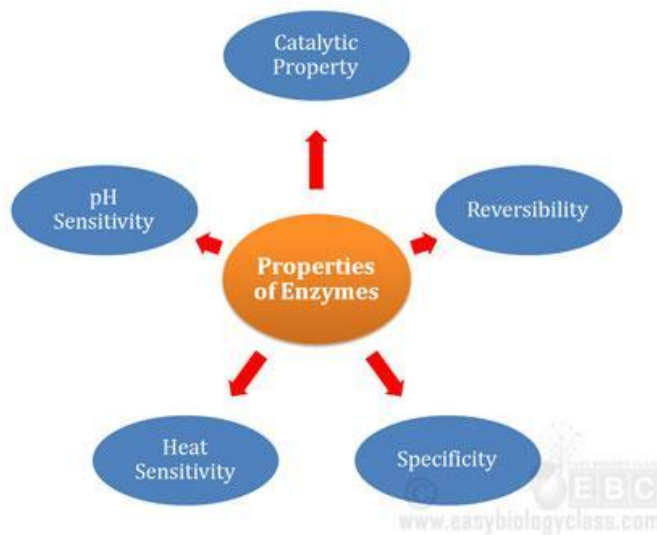 Catalytic
Property
pH
Sensitivity
Reversibility
Properties
of Enzymes
Heat
Sensitivity
Specificity
©
EBC
www.easybiologyclass.com